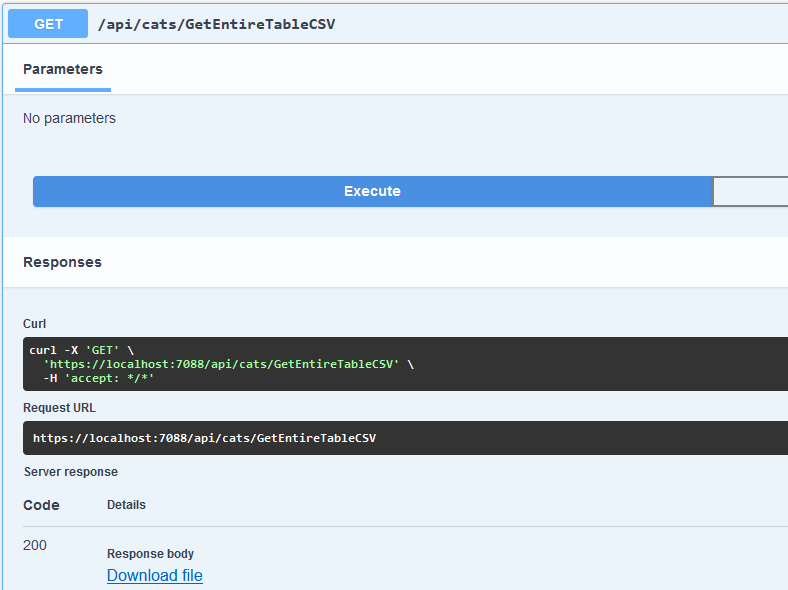 GET /api/cats/GetEntireTableCSV
Parameters
No parameters
Execute
Responses
Curl
curl -X 'GET' \
'https://localhost:7088/api/cats/GetEntireTableCSV' \
-H 'accept: */*'
Request URL
https://localhost:7088/api/cats/GetEntireTableCSV
Server response
Code Details
200
Response body
Download file